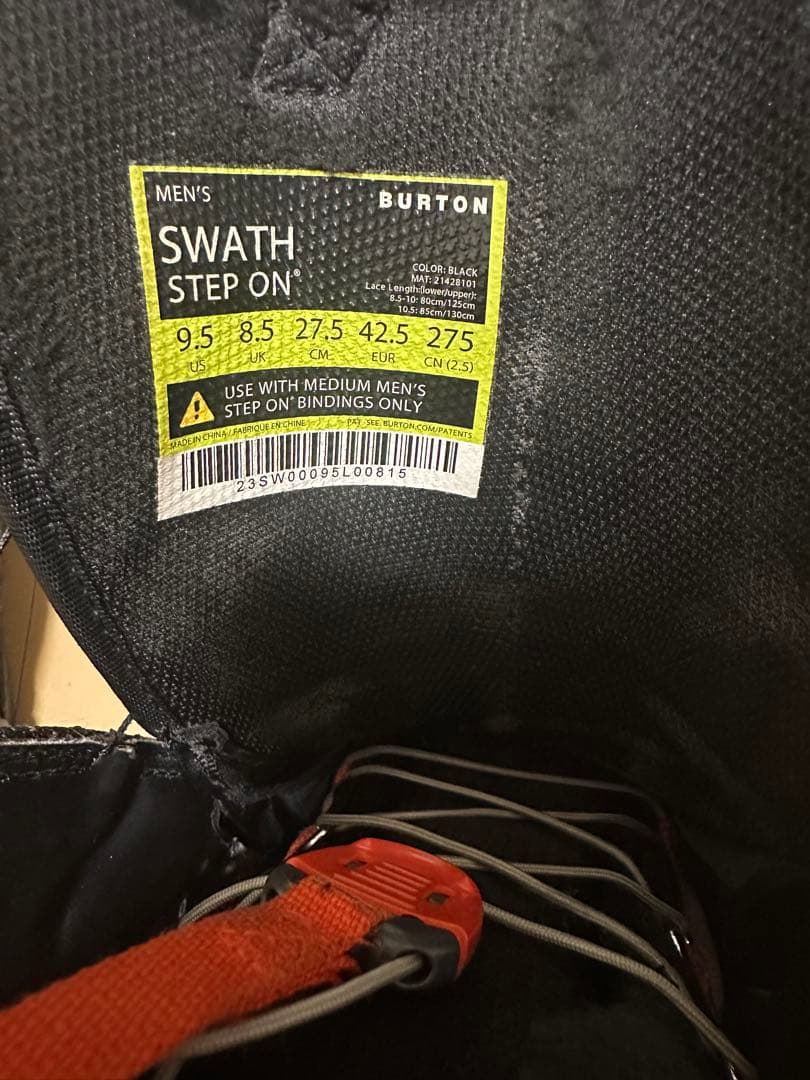 MEN'S BURTON
SWATH
STEP ON®
COLOR: BLACK
MAT: 21428101
Lace Length:(lower/upper):
8.5-10: 80cm/125cm
10.5: 85cm/130cm
9.5 8.5 27.5 42.5 275
US UK CM EUR CN (2.5)
USE WITH MEDIUM MEN'S
STEP ON® BINDINGS ONLY
MADE IN CHINA / FABRIQUÉ EN CHINE PAT. SEE BURTON.COM/PATENTS
23SW00095L00815